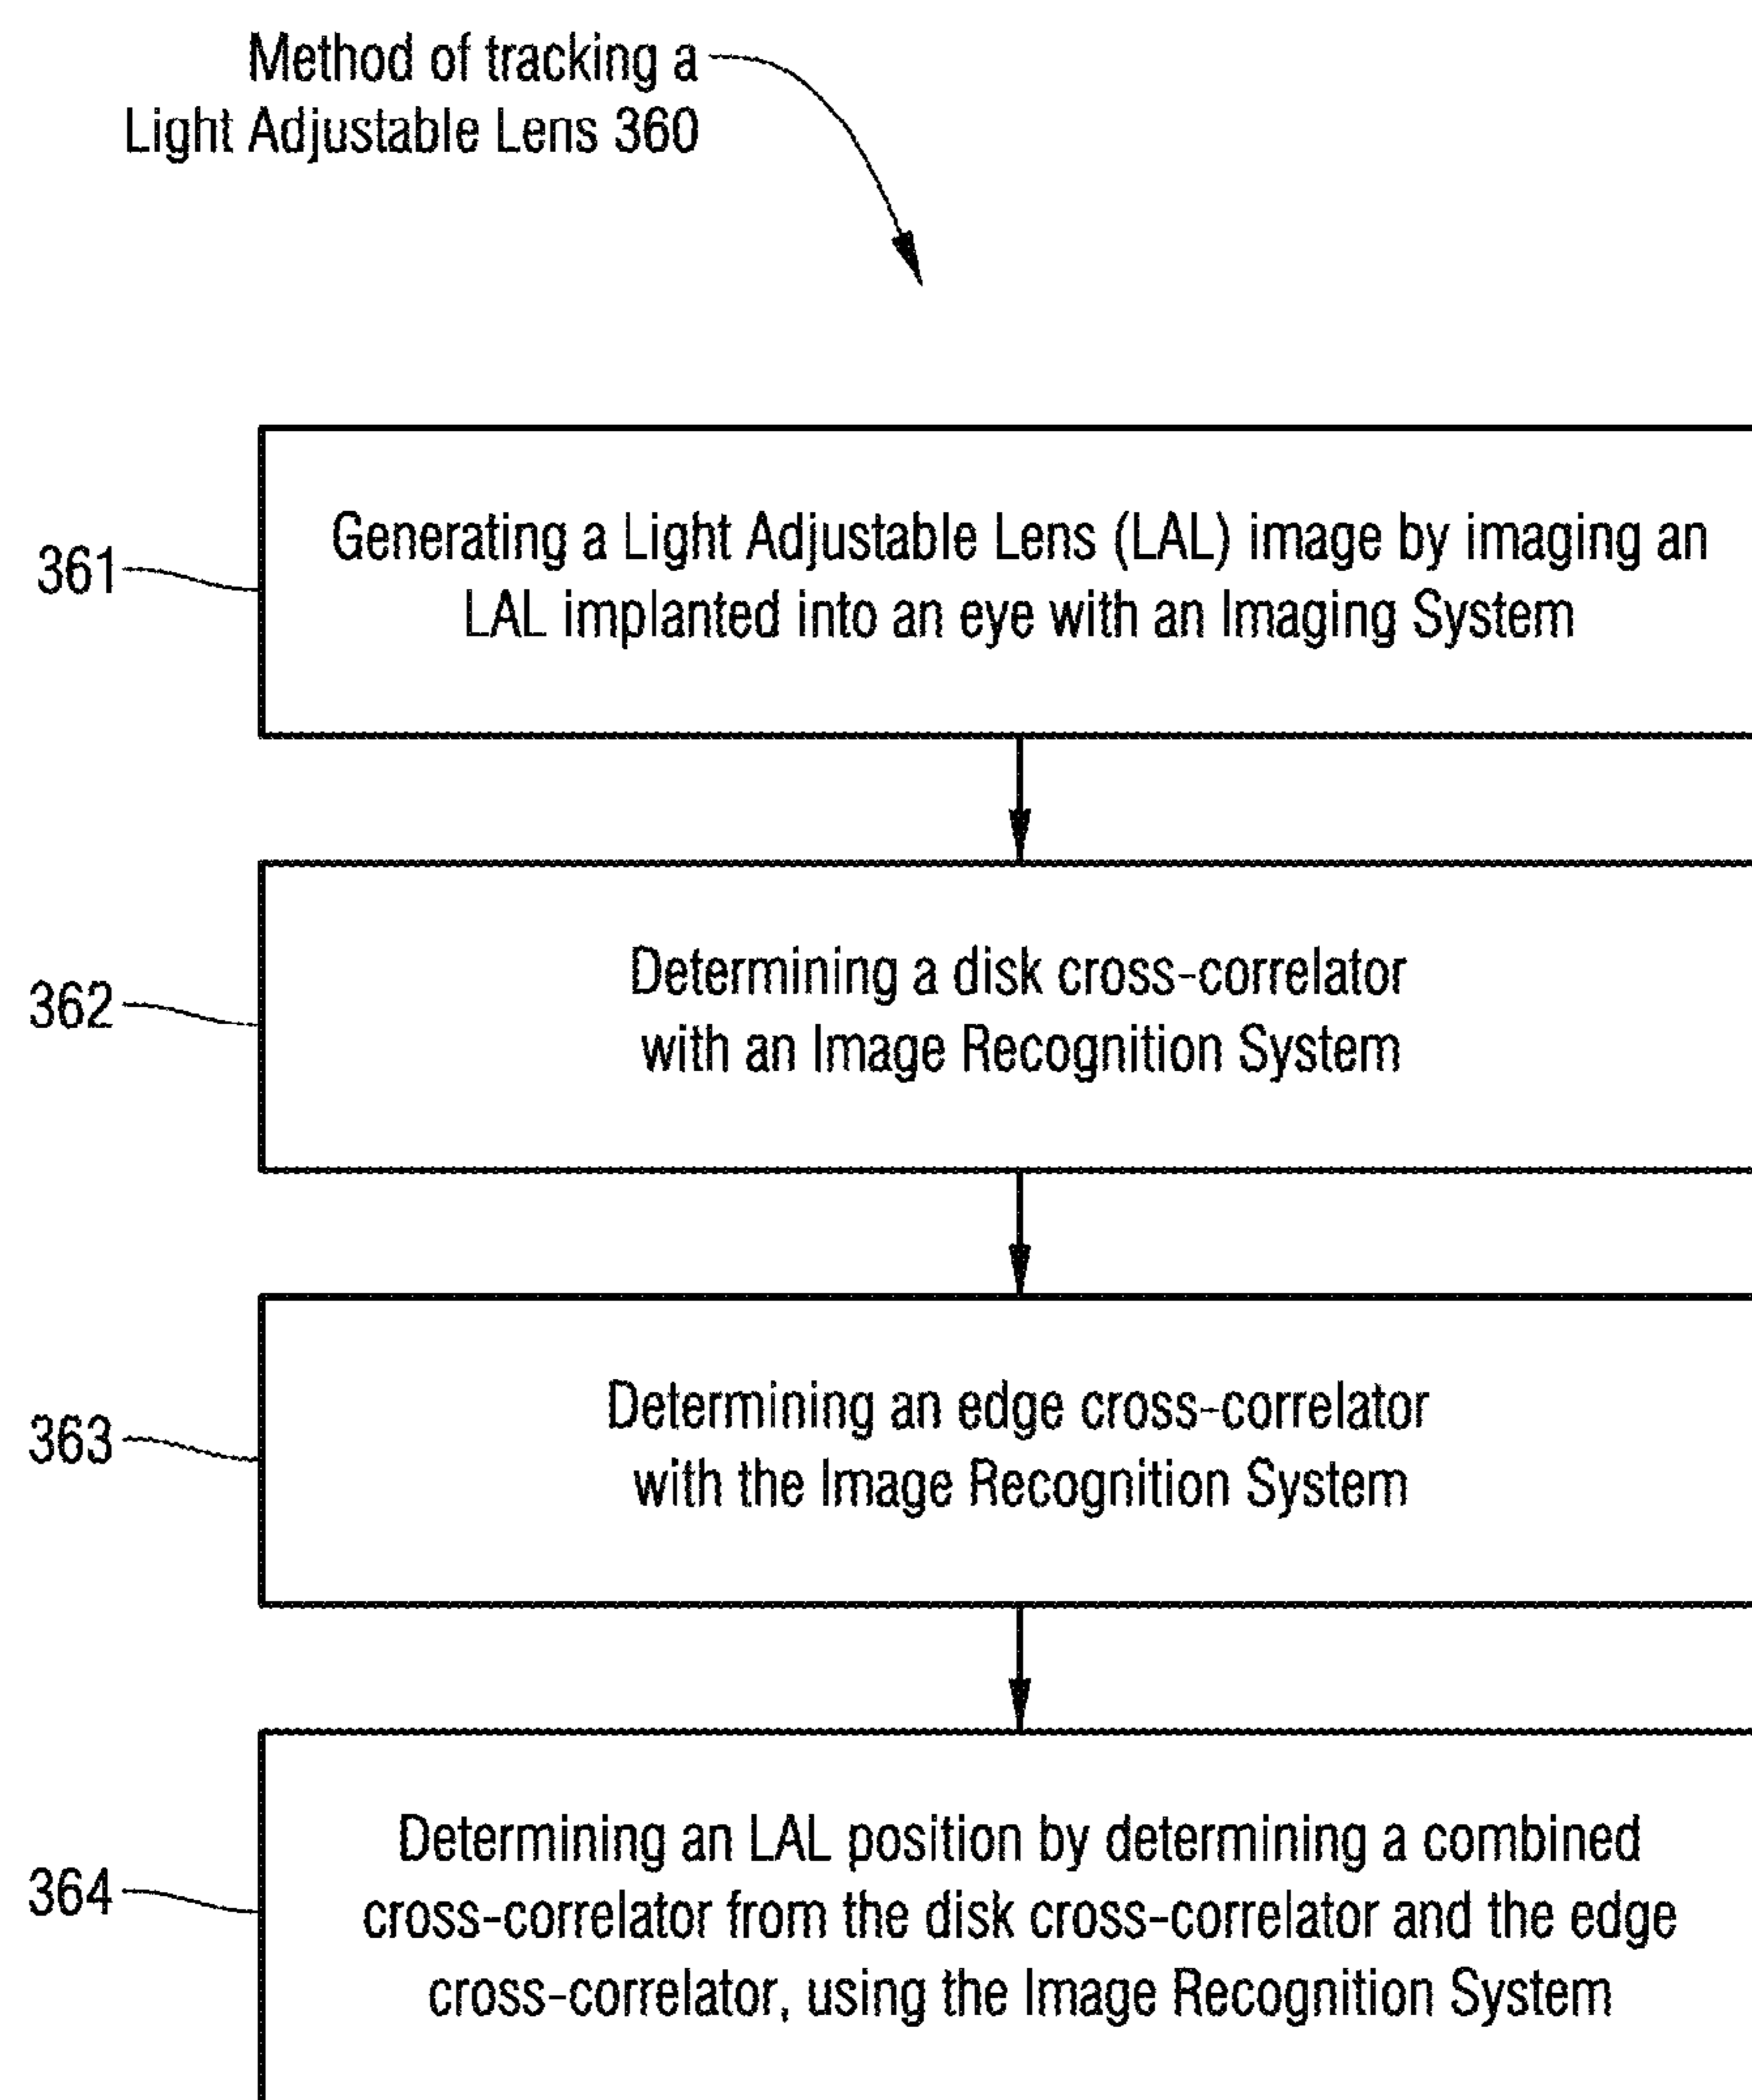 Method of tracking a
Light Adjustable Lens 360
361
Generating a Light Adjustable Lens (LAL) image by imaging an
LAL implanted into an eye with an Imaging System
362
Determining a disk cross-correlator
with an Image Recognition System
363
Determining an edge cross-correlator
with the Image Recognition System
364
Determining an LAL position by determining a combined
cross-correlator from the disk cross-correlator and the edge
cross-correlator, using the Image Recognition System